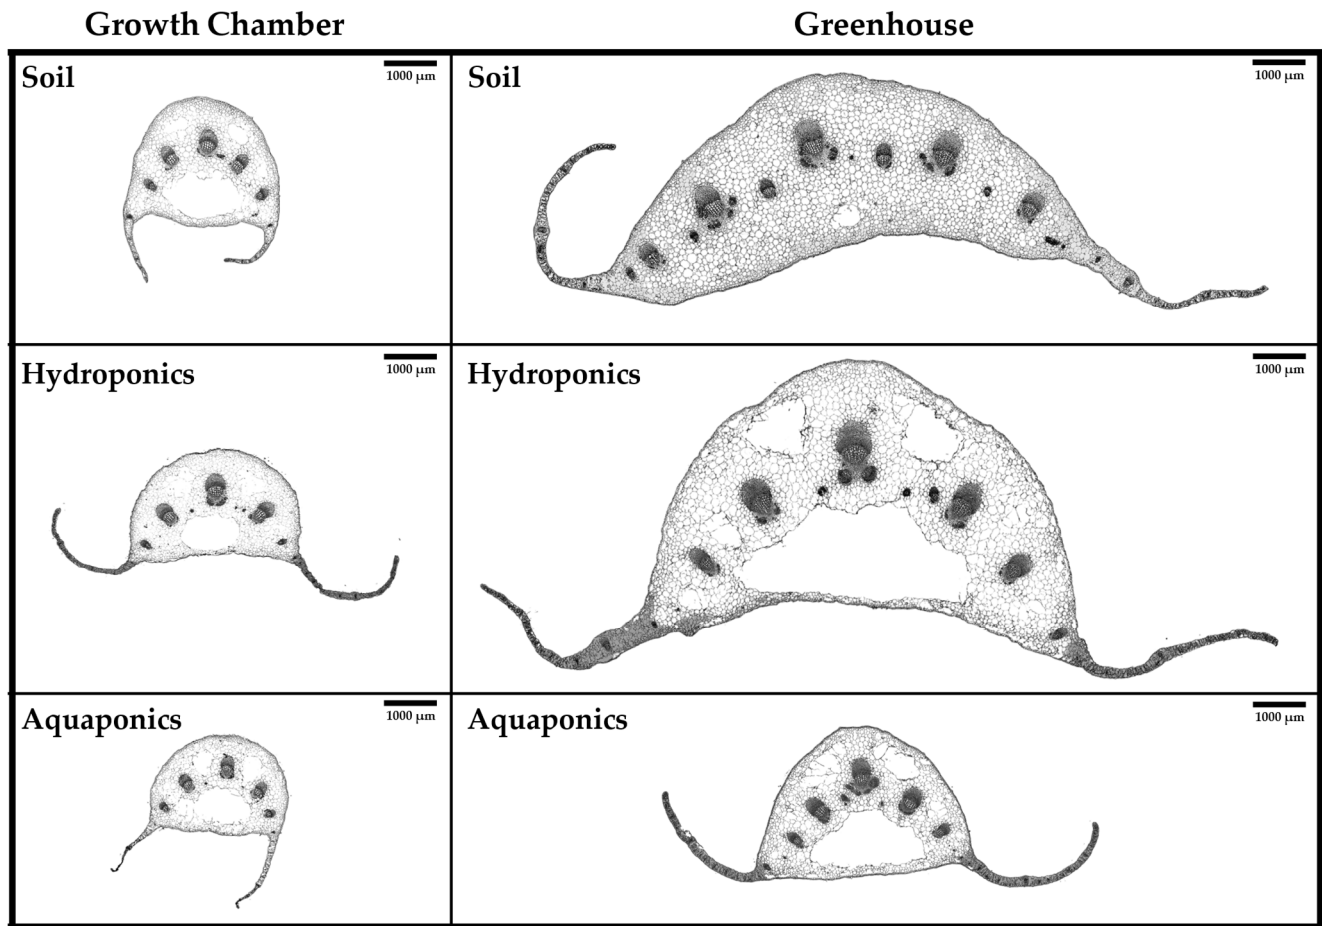 Growth Chamber
Greenhouse
Soil
1000 µm
Soil
1000 µm
Hydroponics
1000 µm
Hydroponics
1000 µm
Aquaponics
1000 µm
Aquaponics
1000 µm